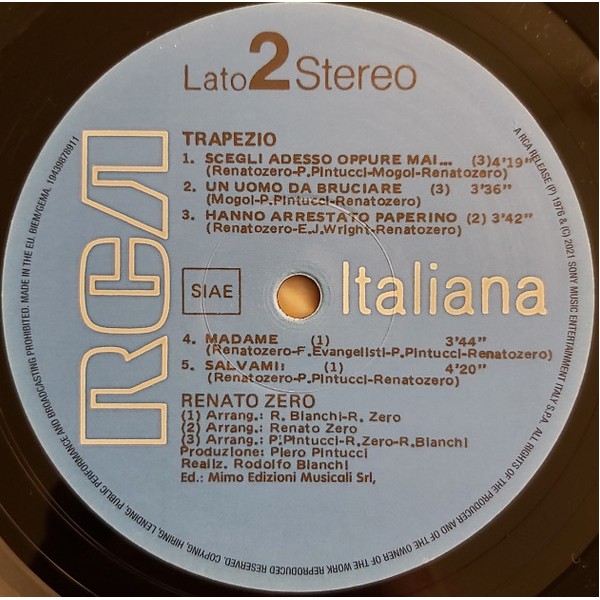 Lato 2 Stereo
TRAPEZIO
1. SCEGLI ADESSO OPPURE MAI... (3) 4'19"
(Renatozero-P.Pintucci-Mogol-Renatozero)
2. UN UOMO DA BRUCIARE (3) 3'36"
(Mogol-P.Pintucci-Renatozero)
3. HANNO ARRESTATO PAPERINO (2) 3'42"
(Renatozero-E.J.Wright-Renatozero)
RCA
SIAE
Italiana
4. MADAME (1) 3'44"
(Renatozero-F.Evangelisti-P.Pintucci-Renatozero)
5. SALVAMI! (1) 4'20"
(Renatozero-P.Pintucci-Renatozero)
RENATO ZERO
(1) Arrang.: R. Bianchi-R. Zero
(2) Arrang.: Renato Zero
(3) Arrang.: P. Pintucci-R.Zero-R.Bianchi
Produzione: Piero Pintucci
Realiz. Rodolfo Bianchi
Ed.: Mimo Edizioni Musicali Srl,
A RCA RELEASE (P) 1976 & (C) 2021 SONY MUSIC ENTERTAINMENT ITALY S.P.A. ALL RIGHTS OF THE PRODUCER AND OF THE OWNER OF THE WORK REPRODUCED RESERVED. COPYING, HIRING, LENDING, PUBLIC PERFORMANCE AND BROADCASTING PROHIBITED. MADE IN THE EU. BIEM/GEMA. 19439878911